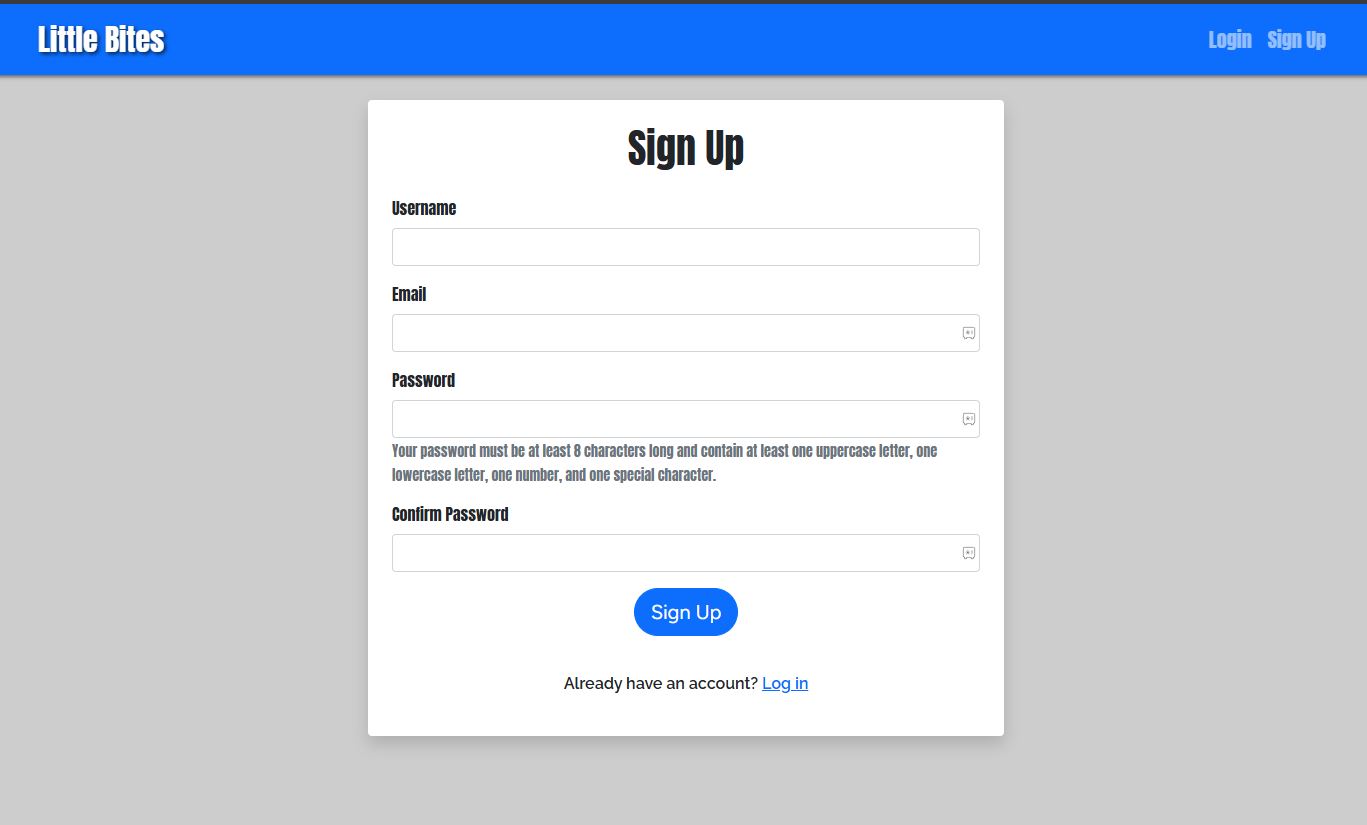 Little Bites
Login Sign Up
Sign Up
Username
Email
Password
Your password must be at least 8 characters long and contain at least one uppercase letter, one
lowercase letter, one number, and one special character.
Confirm Password
Sign Up
Already have an account? Log in